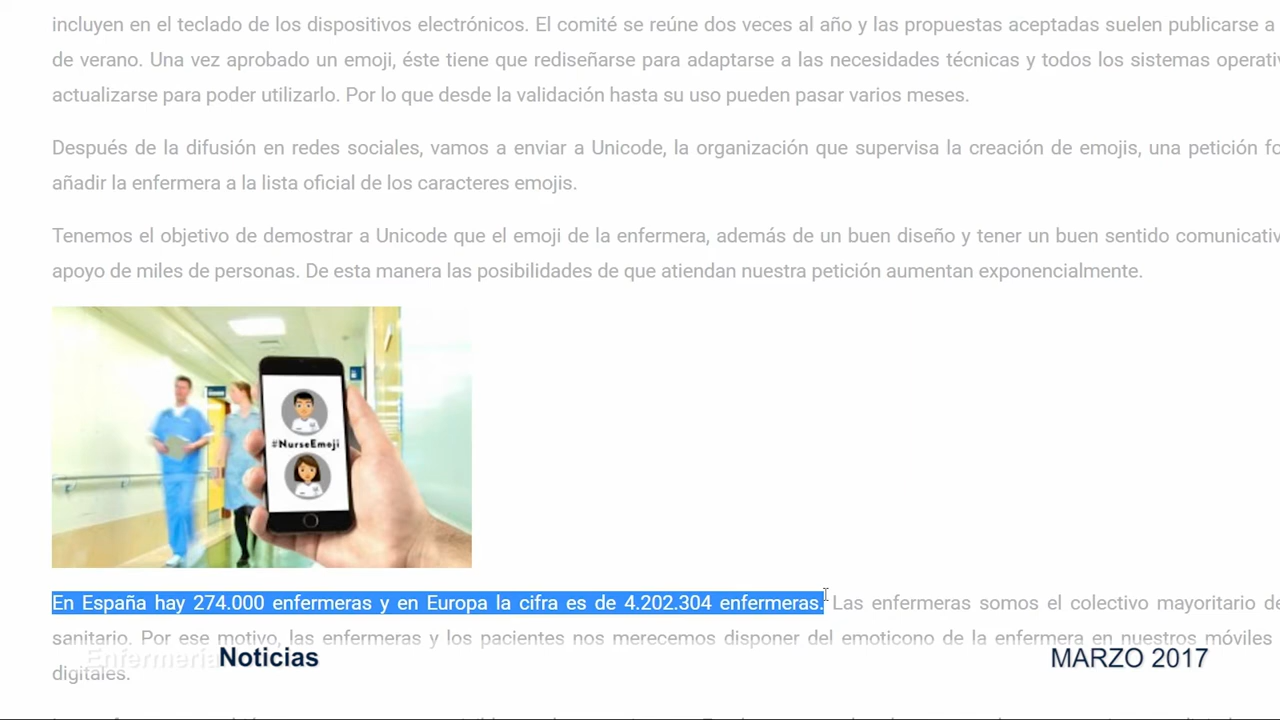 incluyen en el teclado de los dispositivos electrónicos. El comité se reúne dos veces al año y las propuestas aceptadas suelen publicarse a
de verano. Una vez aprobado un emoji, éste tiene que rediseñarse para adaptarse a las necesidades técnicas y todos los sistemas
actualizarse para poder utilizarlo. Por lo que desde la validación hasta su uso pueden pasar varios meses.
Después de la difusión en redes sociales, vamos a enviar a Unicode, la organización que supervisa la creación de emojis, una petición
añadir la enfermera a la lista oficial de los caracteres emojis.
Tenemos el objetivo de demostrar a Unicode que el emoji de la enfermera, además de un buen diseño y tener un buen sentido
apoyo de miles de personas. De esta manera las posibilidades de que atiendan nuestra petición aumentan exponencialmente.
#NurseEmoji
En España hay 274.000 enfermeras y en Europa la cifra es de 4.202.304 enfermeras. Las enfermeras somos el colectivo mayoritario
sanitario. Por ese motivo, las enfermeras y los pacientes nos merecemos disponer del emoticono de la enfermera en nuestros móviles
EnfermeríaNoticias
MARZO 2017
digitales.